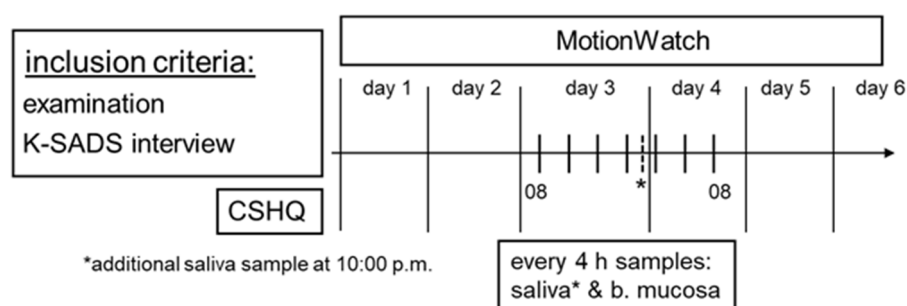 MotionWatch
inclusion criteria:
examination
K-SADS interview
day 1 day 2 day 3 day 4 day 5 day 6
08 * 08
CSHQ
*additional saliva sample at 10:00 p.m.
every 4 h samples:
saliva* & b. mucosa